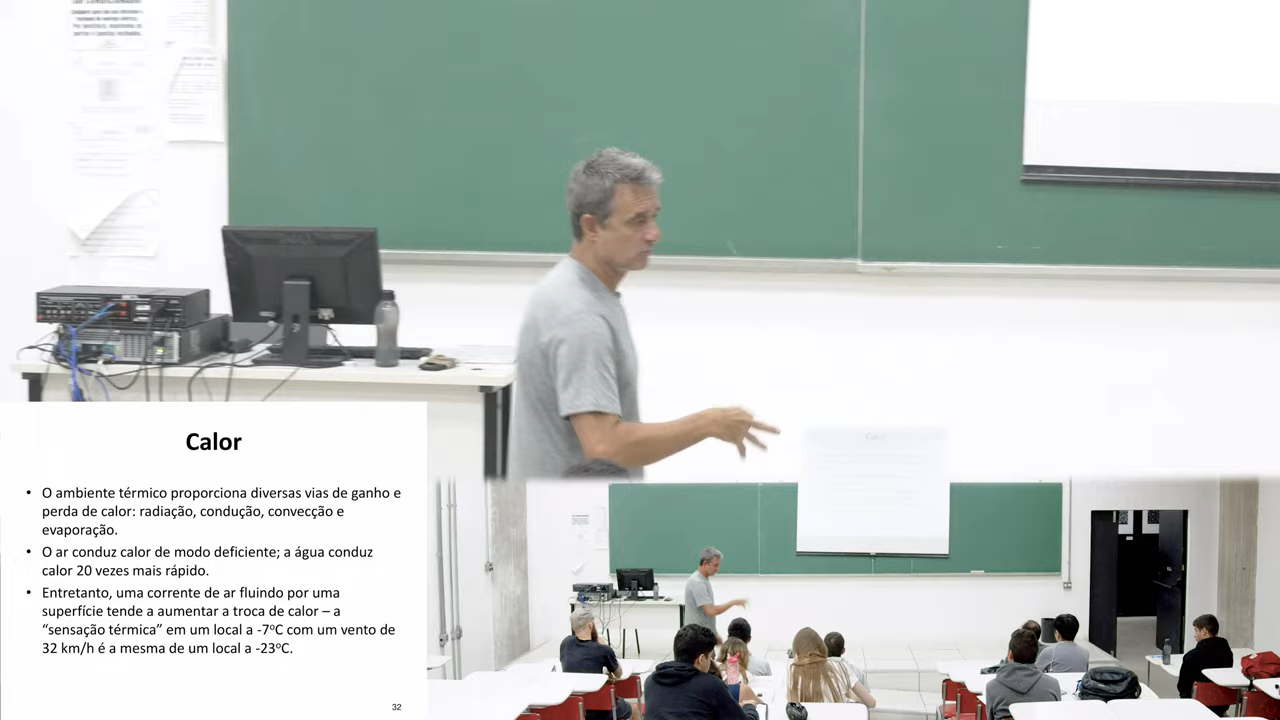 Calor
• O ambiente térmico proporciona diversas vias de ganho e
perda de calor: radiação, condução, convecção e
evaporação.
• O ar conduz calor de modo deficiente; a água conduz
calor 20 vezes mais rápido.
• Entretanto, uma corrente de ar fluindo por uma
superfície tende a aumentar a troca de calor – a
“sensação térmica” em um local a -7ºC com um vento de
32 km/h é a mesma de um local a -23ºC.
32